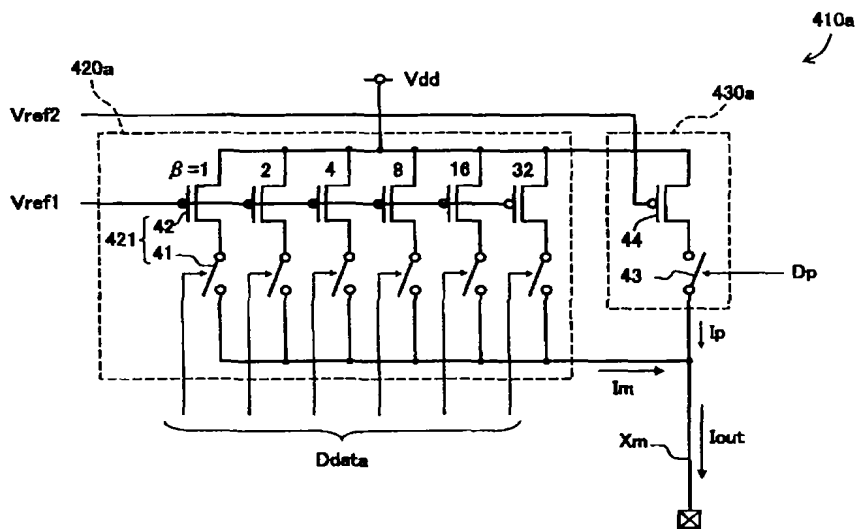 410a
420a
Vdd
430a
Vref2
β=1 2 4 8 16 32
Vref1
42
421
41
44
43
Dp
Ip
Im
Ddata
Xm
Iout